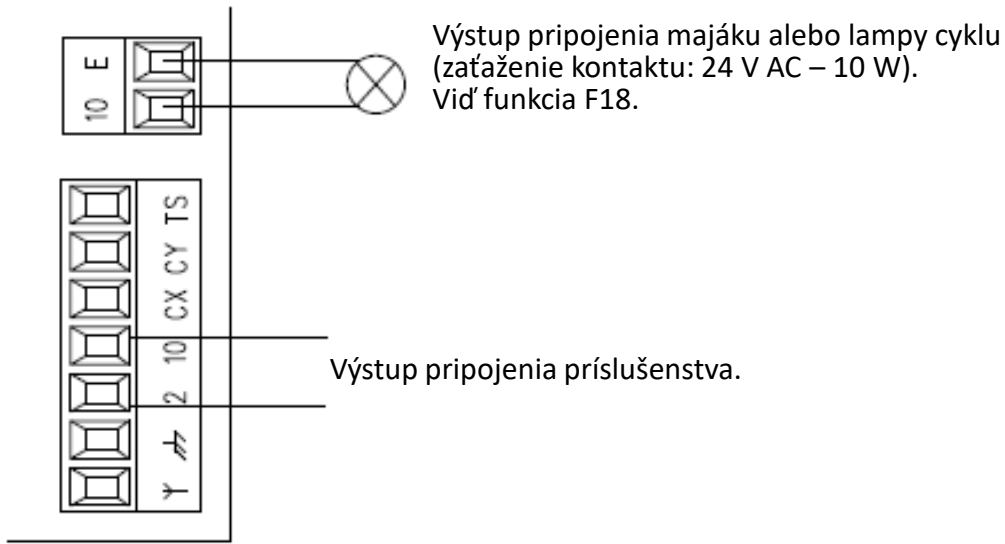 Výstup pripojenia majáku alebo lampy cyklu
(zaťaženie kontaktu: 24 V AC – 10 W).
Viď funkcia F18.
E
10
TS
CY
CX
10
Výstup pripojenia príslušenstva.
2